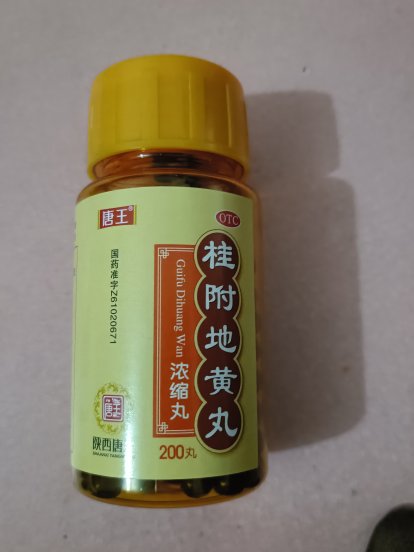 唐王®
OTC
桂附地黄丸
Guifu Dihuang Wan
浓缩丸
国药准字Z61020671
唐王
陕西唐
200丸